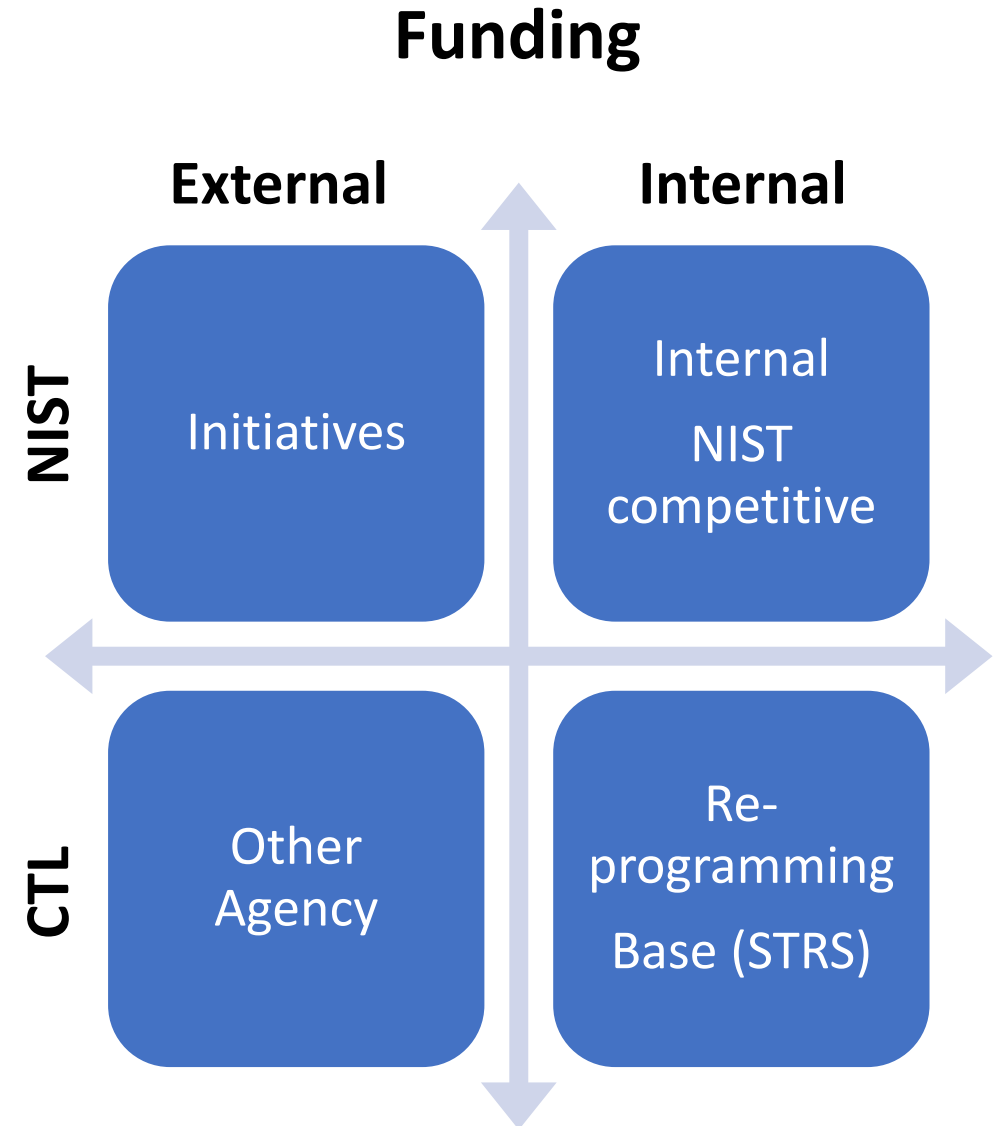 Funding
External
Internal
NIST
Initiatives
Internal
NIST
competitive
CTL
Other
Agency
Re-
programming
Base (STRS)